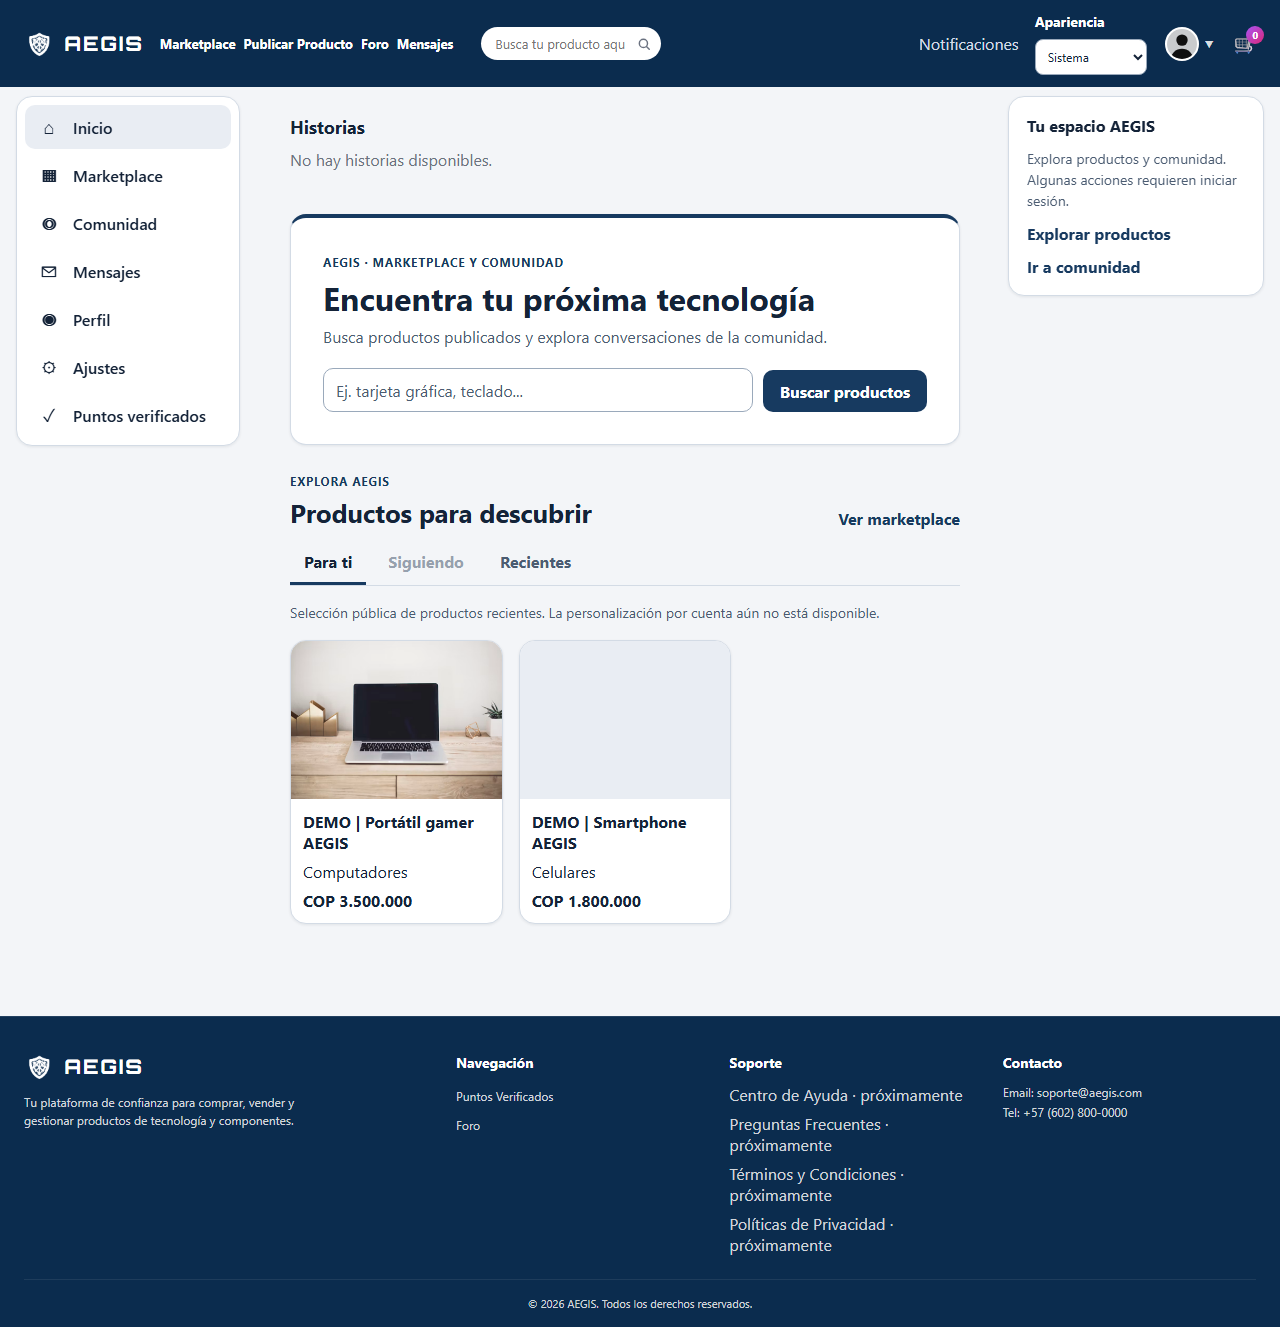 AEGIS
Marketplace Publicar Producto Foro Mensajes
Busca tu producto aqu
Notificaciones
Apariencia
Sistema
0
Inicio
Marketplace
Comunidad
Mensajes
Perfil
Ajustes
Puntos verificados
Historias
No hay historias disponibles.
AEGIS · MARKETPLACE Y COMUNIDAD
Encuentra tu próxima tecnología
Busca productos publicados y explora conversaciones de la comunidad.
Ej. tarjeta gráfica, teclado...
Buscar productos
Tu espacio AEGIS
Explora productos y comunidad.
Algunas acciones requieren iniciar
sesión.
Explorar productos
Ir a comunidad
EXPLORA AEGIS
Productos para descubrir
Ver marketplace
Para ti
Siguiendo
Recientes
Selección pública de productos recientes. La personalización por cuenta aún no está disponible.
DEMO | Portátil gamer
AEGIS
Computadores
COP 3.500.000
DEMO | Smartphone
AEGIS
Celulares
COP 1.800.000
AEGIS
Tu plataforma de confianza para comprar, vender y
gestionar productos de tecnología y componentes.
Navegación
Puntos Verificados
Foro
Soporte
Centro de Ayuda · próximamente
Preguntas Frecuentes ·
próximamente
Términos y Condiciones ·
próximamente
Políticas de Privacidad ·
próximamente
Contacto
Email: soporte@aegis.com
Tel: +57 (602) 800-0000
© 2026 AEGIS. Todos los derechos reservados.